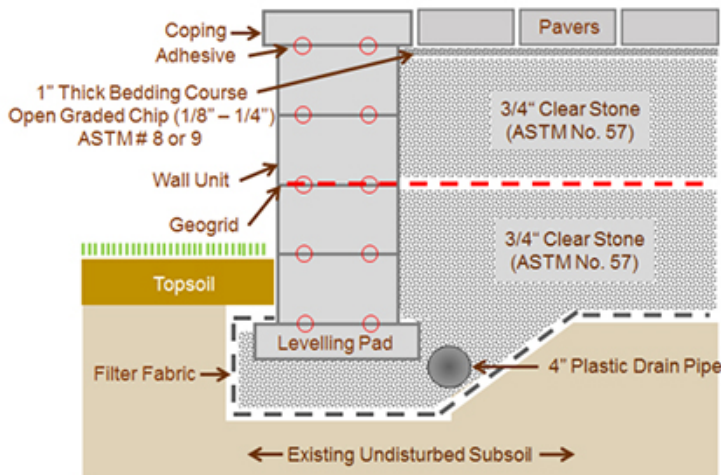 Coping
Adhesive
1" Thick Bedding Course
Open Graded Chip (1/8" – 1/4")
ASTM # 8 or 9
Wall Unit
Geogrid
Topsoil
Filter Fabric
Pavers
3/4" Clear Stone
(ASTM No. 57)
3/4" Clear Stone
(ASTM No. 57)
Levelling Pad
4" Plastic Drain Pipe
Existing Undisturbed Subsoil